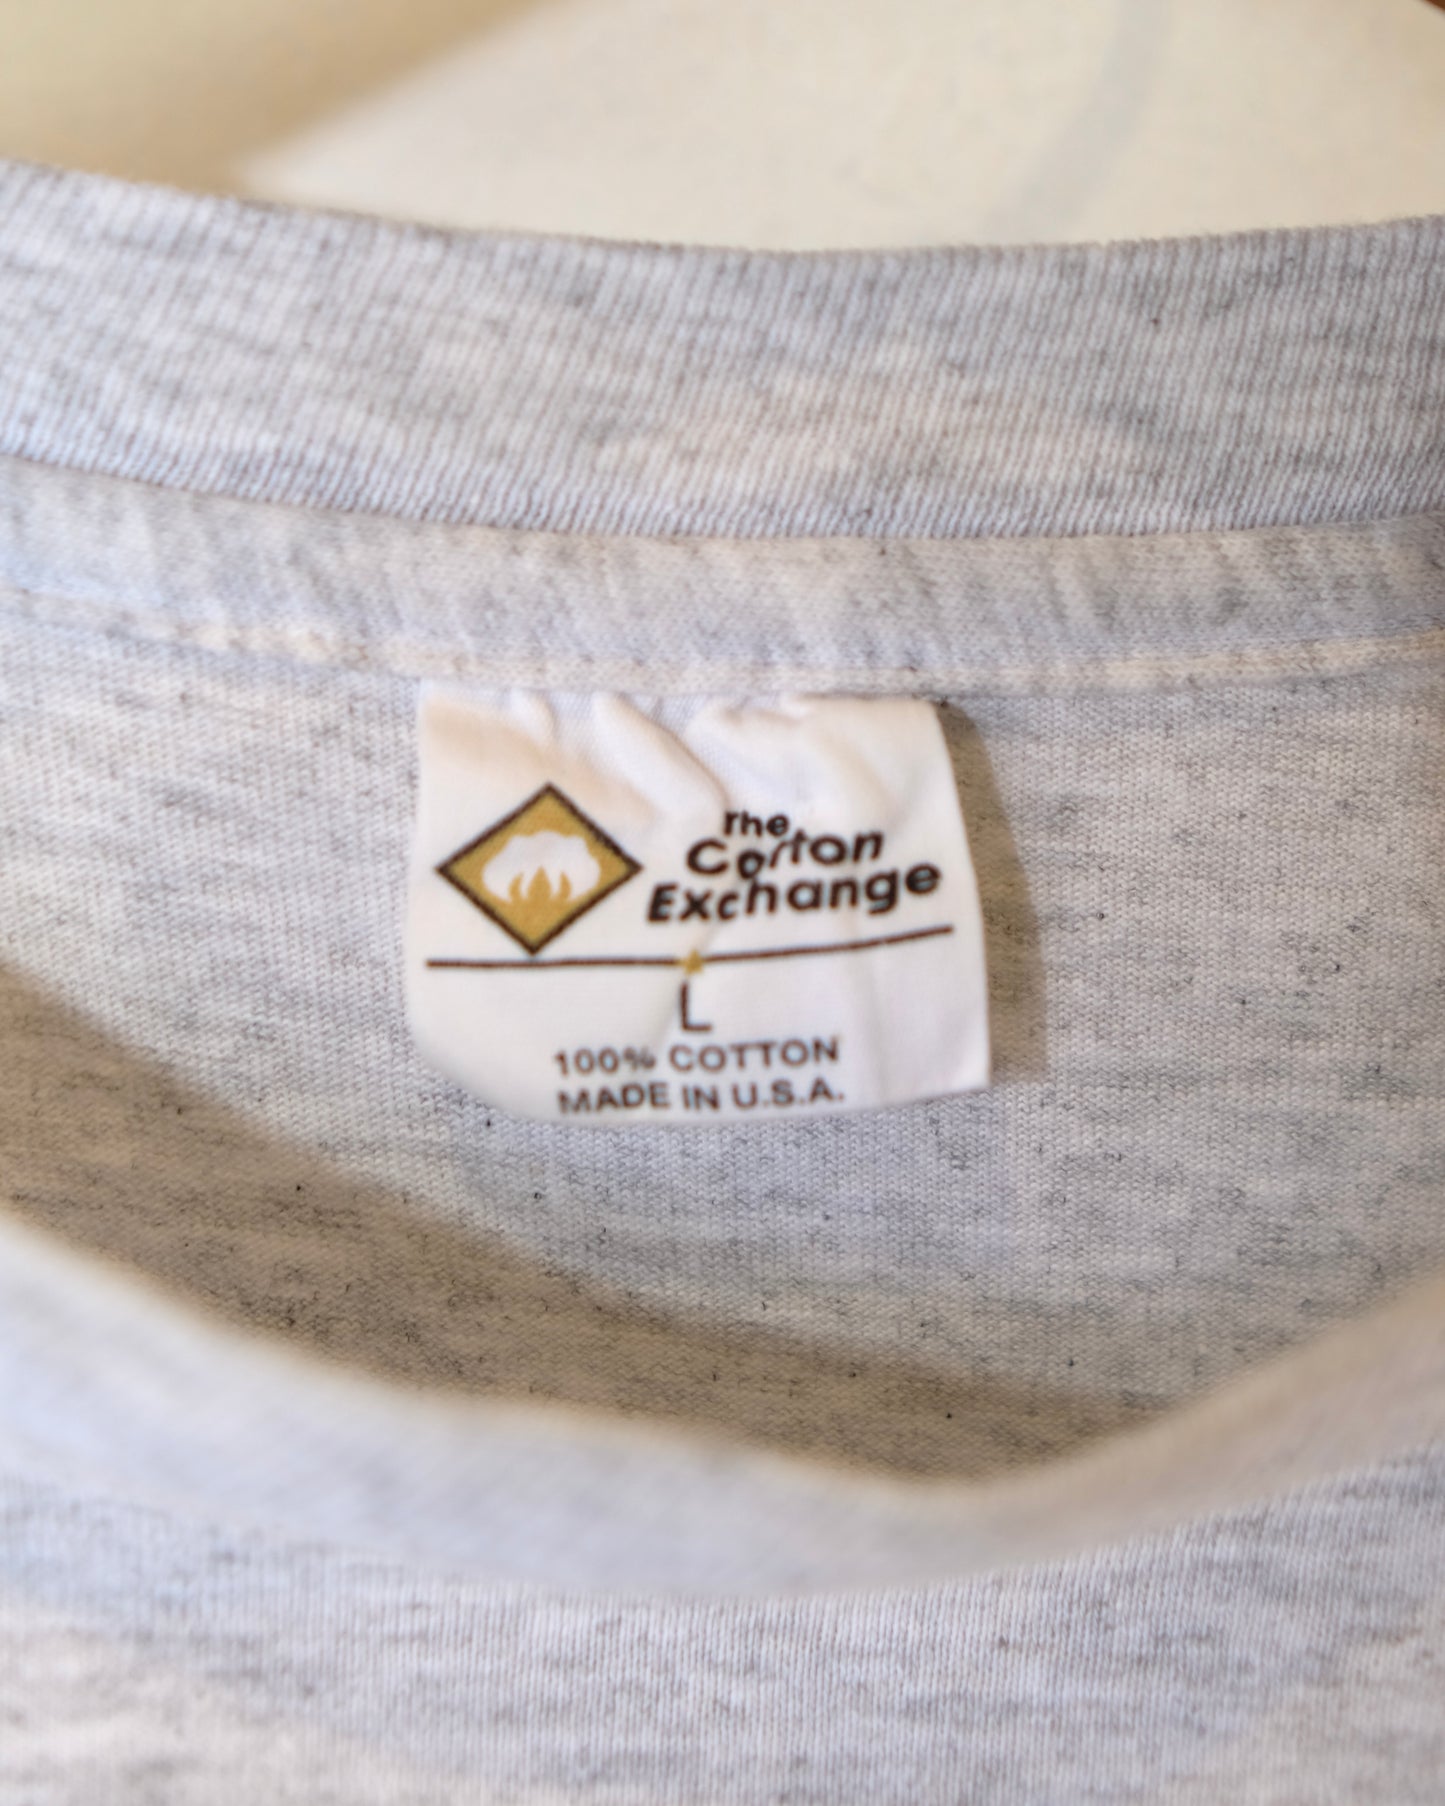 The
Cotton
Exchange
L
100% COTTON
MADE IN U.S.A.